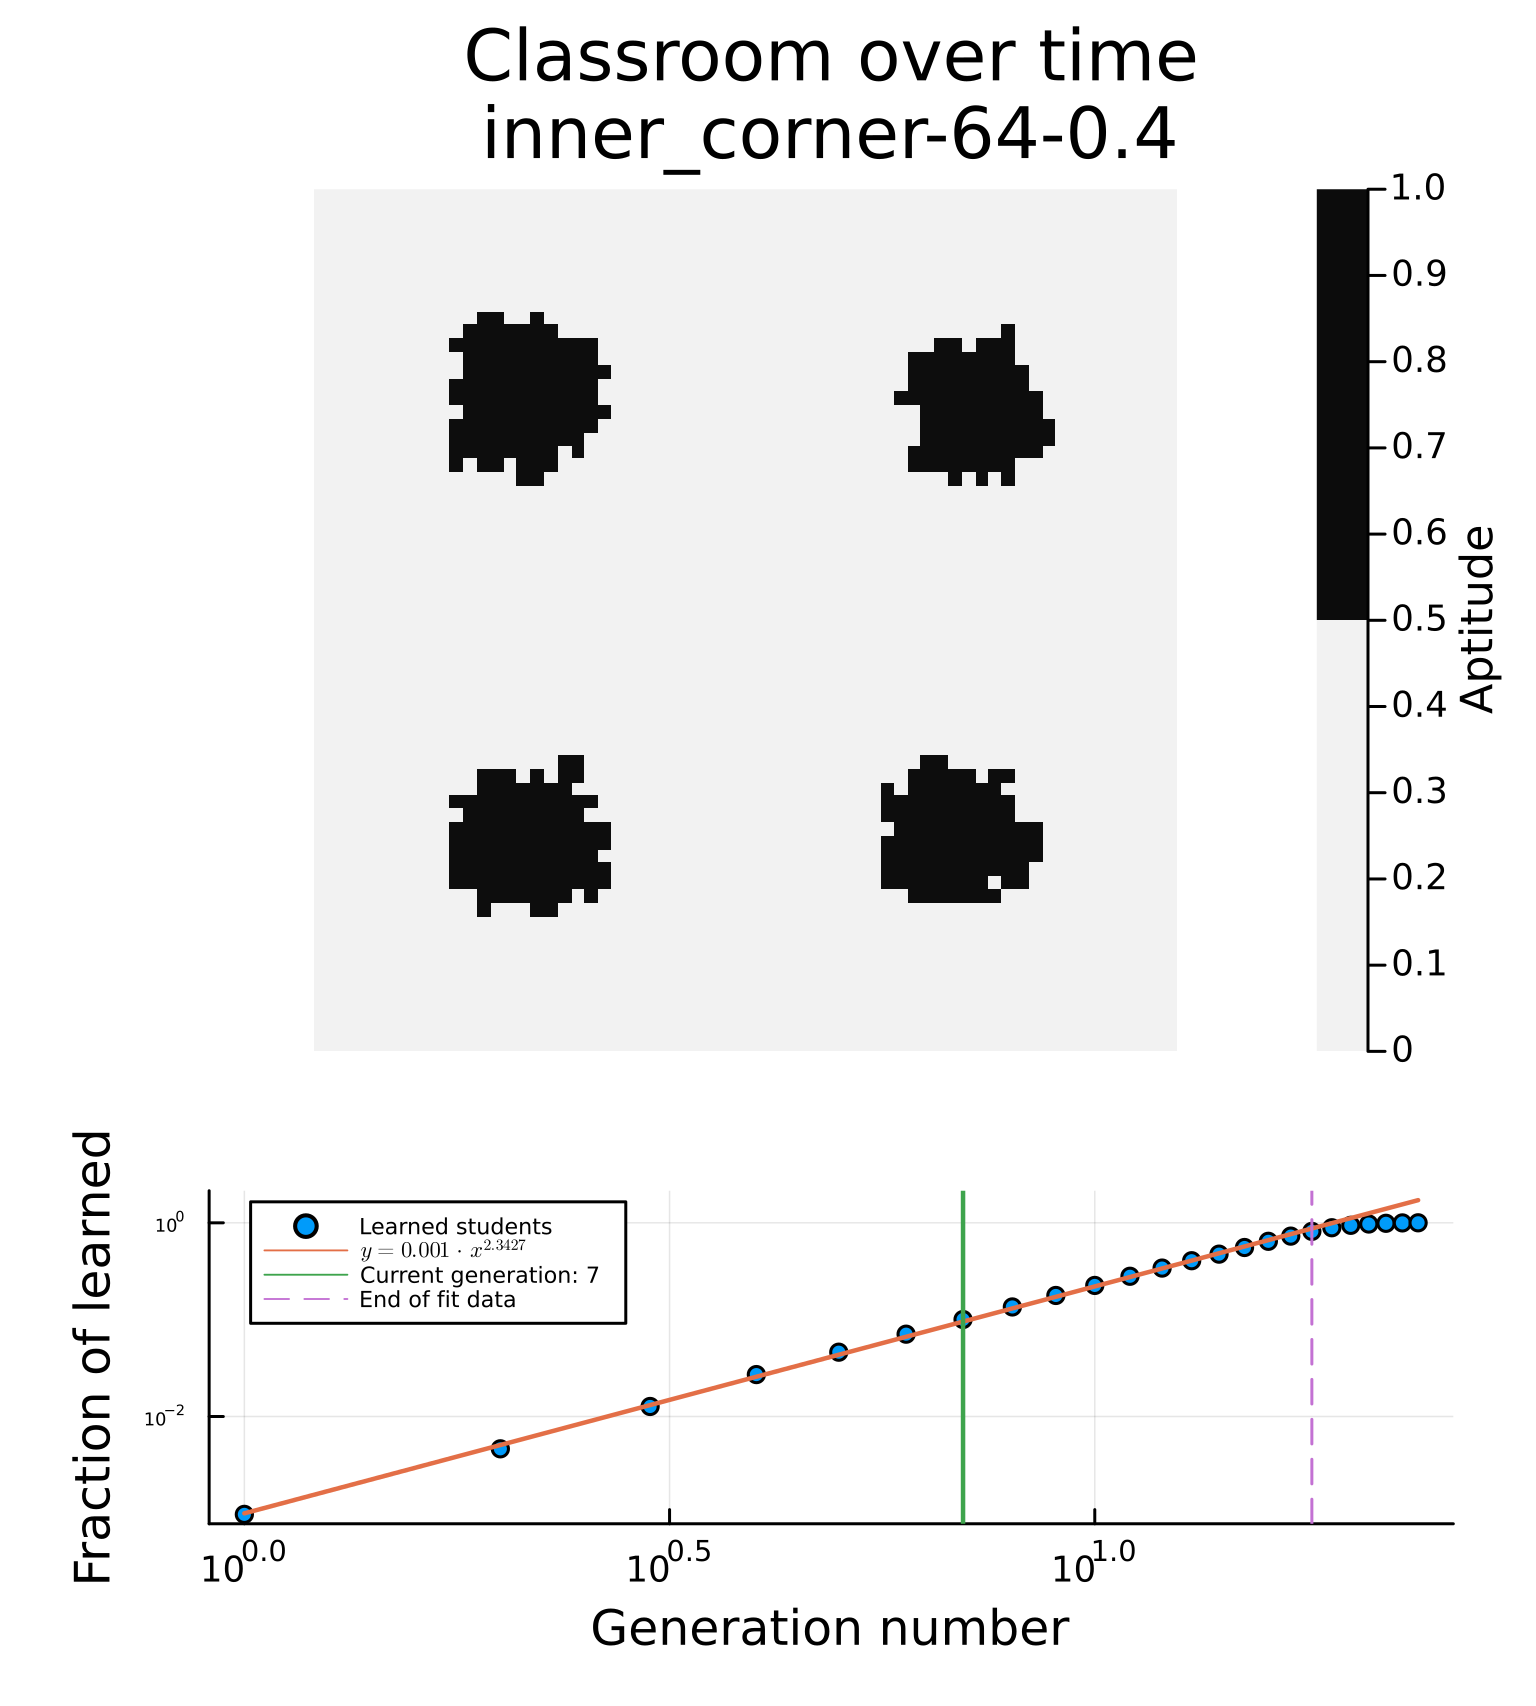 Classroom over time
inner_corner-64-0.4
1.0
0.9
0.8
0.7
0.6
0.5
0.4
0.3
0.2
0.1
0
Aptitude
Fraction of learned
10^0
10^−2
Learned students
y = 0.001 · x^2.3427
Current generation: 7
End of fit data
10^0.0
10^0.5
10^1.0
Generation number